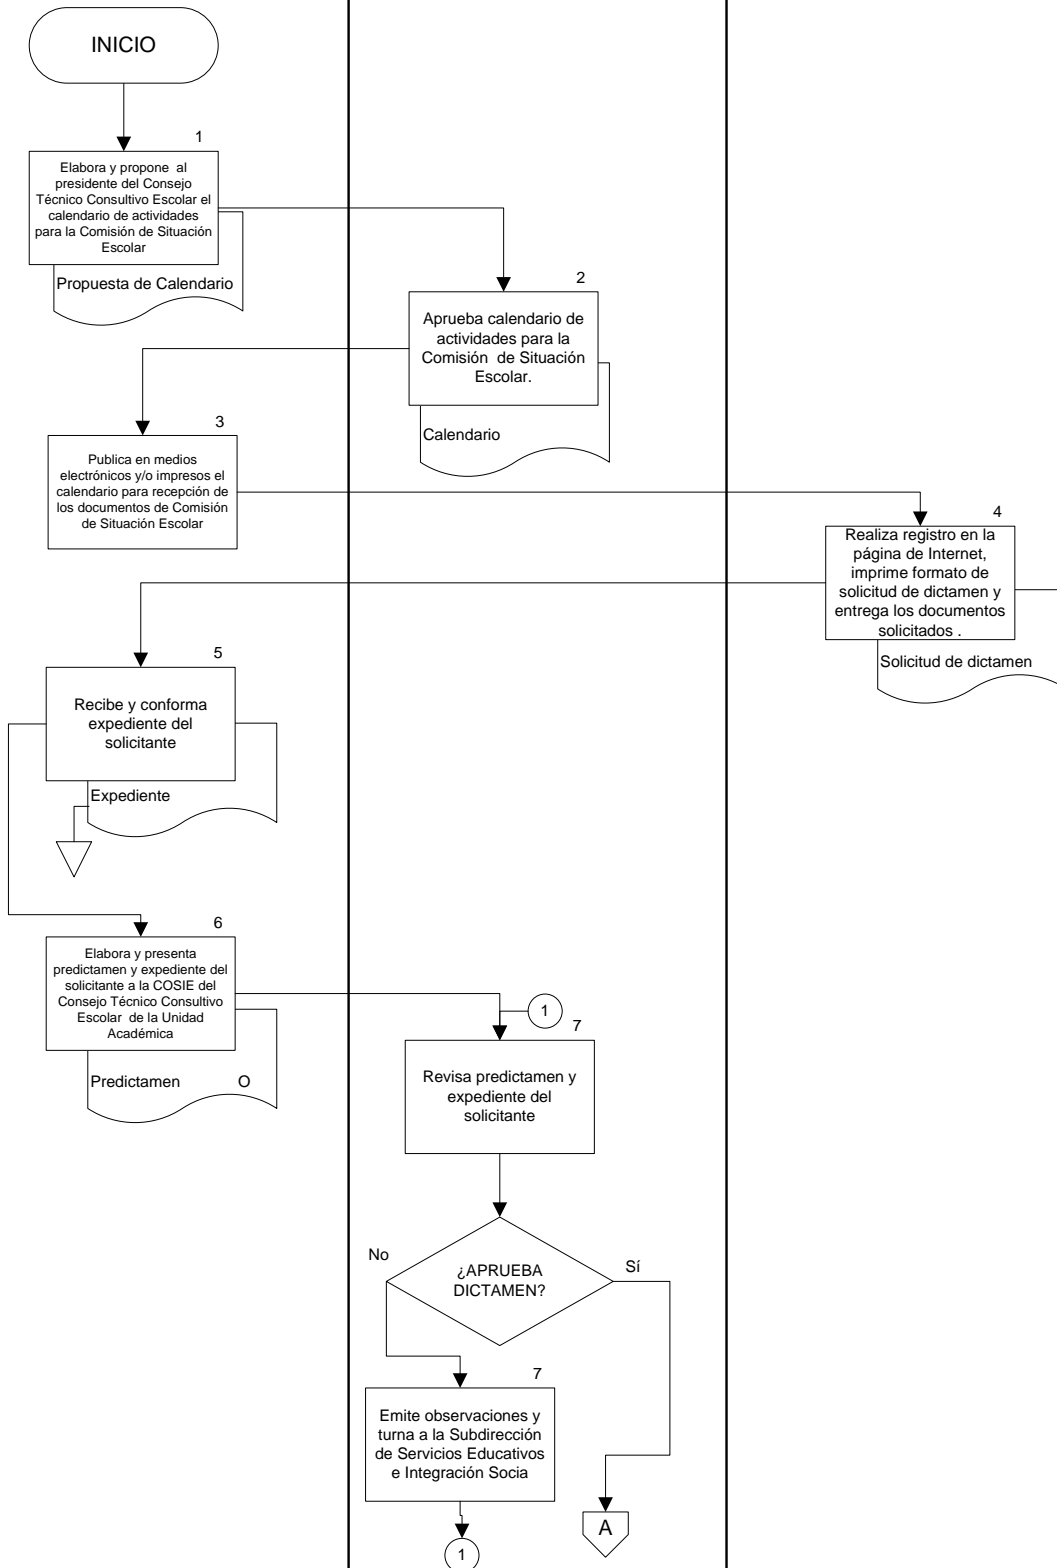 INICIO
1
Elabora y propone al
presidente del Consejo
Técnico Consultivo Escolar el
calendario de actividades
para la Comisión de Situación
Escolar
Propuesta de Calendario
2
Aprueba calendario de
actividades para la
Comisión de Situación
Escolar.
Calendario
3
Publica en medios
electrónicos y/o impresos el
calendario para recepción de
los documentos de Comisión
de Situación Escolar
4
Realiza registro en la
página de Internet,
imprime formato de
solicitud de dictamen y
entrega los documentos
solicitados .
Solicitud de dictamen
5
Recibe y conforma
expediente del
solicitante
Expediente
6
Elabora y presenta
predictamen y expediente del
solicitante a la COSIE del
Consejo Técnico Consultivo
Escolar de la Unidad
Académica
Predictamen O
1
7
Revisa predictamen y
expediente del
solicitante
¿APRUEBA
DICTAMEN?
No
Sí
7
Emite observaciones y
turna a la Subdirección
de Servicios Educativos
e Integración Socia
A
1